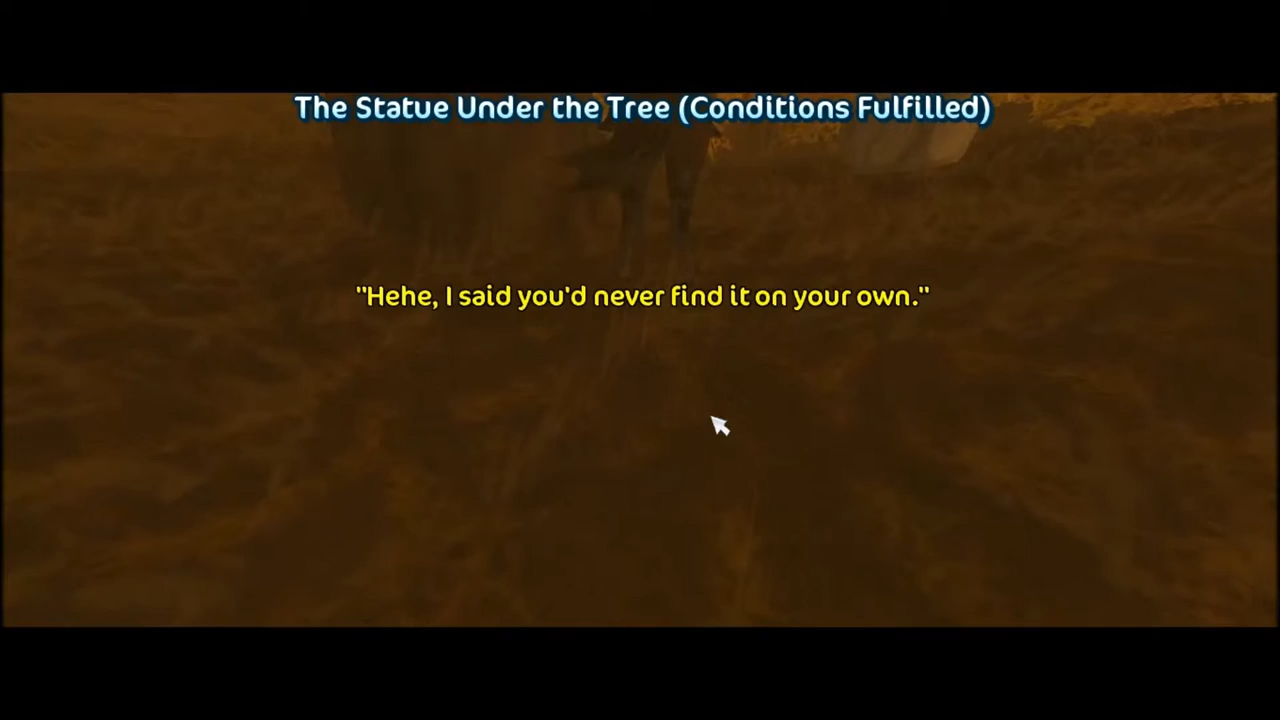 The Statue Under the Tree (Conditions Fulfilled)
"Hehe, I said you'd never find it on your own."